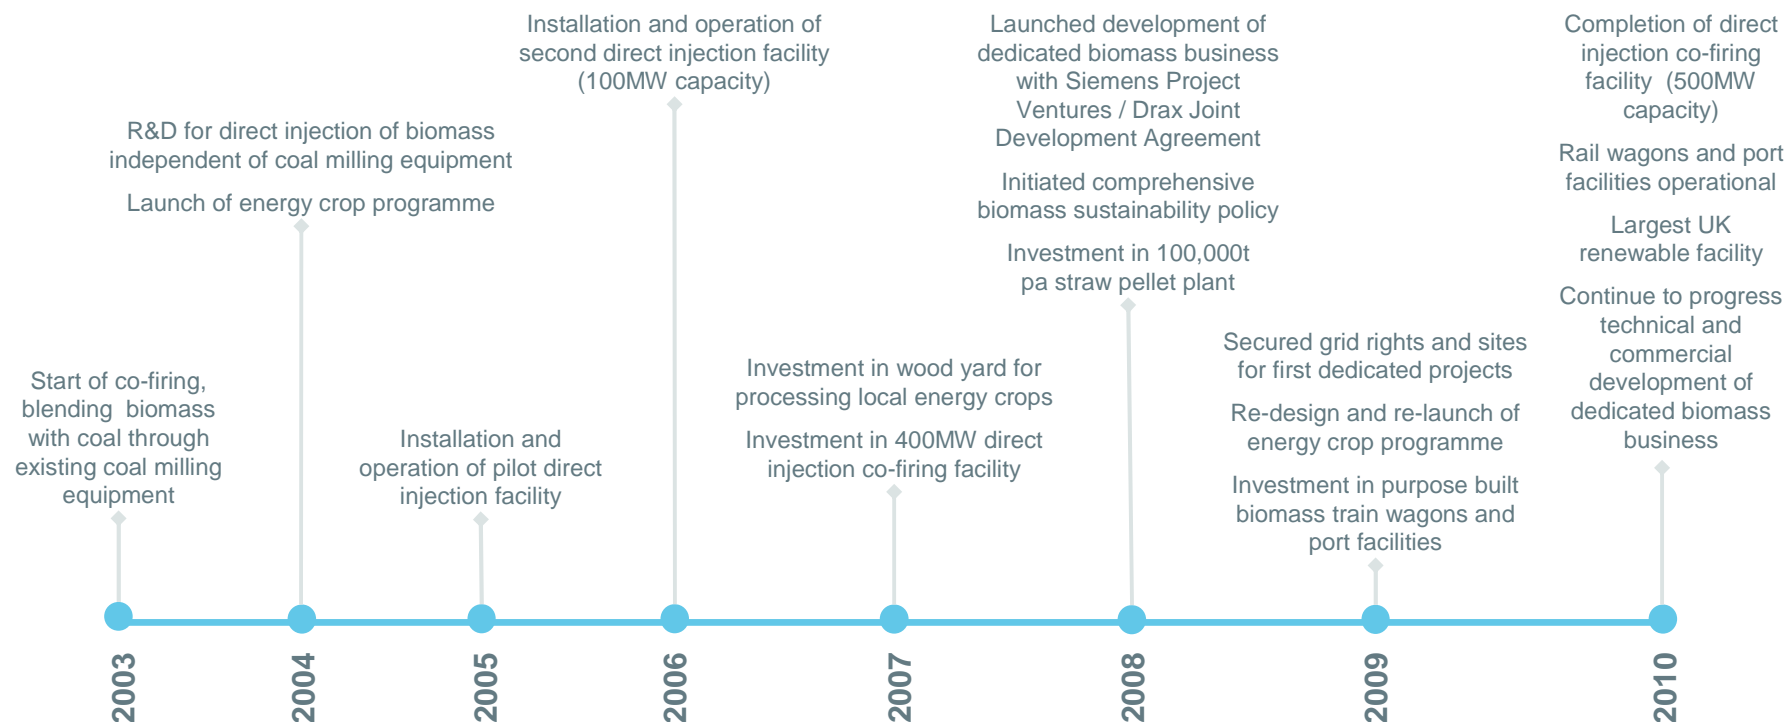 Start of co-firing,
blending biomass
with coal through
existing coal milling
equipment
2003
R&D for direct injection of biomass
independent of coal milling equipment
Launch of energy crop programme
2004
Installation and
operation of pilot direct
injection facility
2005
Installation and operation of
second direct injection facility
(100MW capacity)
2006
Investment in wood yard for
processing local energy crops
Investment in 400MW direct
injection co-firing facility
2007
Launched development of
dedicated biomass business
with Siemens Project
Ventures / Drax Joint
Development Agreement
Initiated comprehensive
biomass sustainability policy
Investment in 100,000t
pa straw pellet plant
2008
Secured grid rights and sites
for first dedicated projects
Re-design and re-launch of
energy crop programme
Investment in purpose built
biomass train wagons and
port facilities
2009
Completion of direct
injection co-firing
facility (500MW
capacity)
Rail wagons and port
facilities operational
Largest UK
renewable facility
Continue to progress
technical and
commercial
development of
dedicated biomass
business
2010